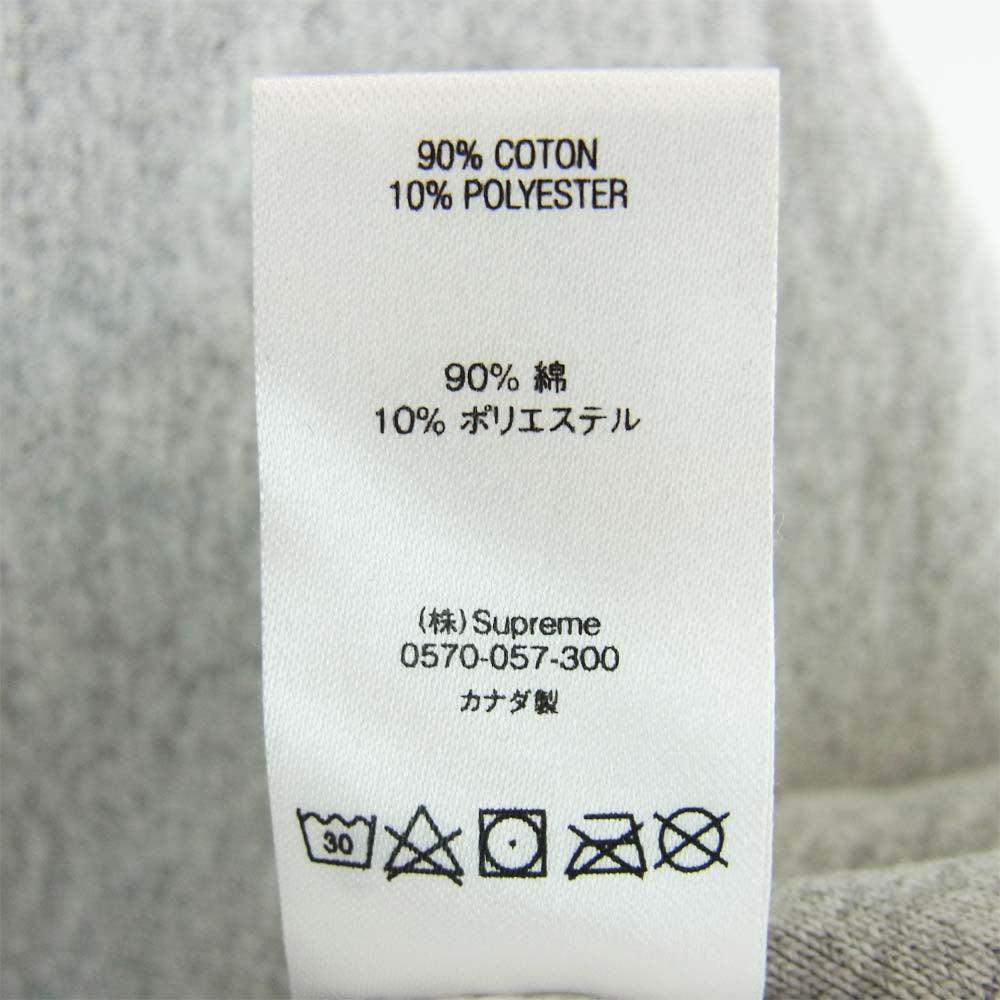 90% COTON
10% POLYESTER
90% 綿
10% ポリエステル
(株)Supreme
0570-057-300
カナダ製
30